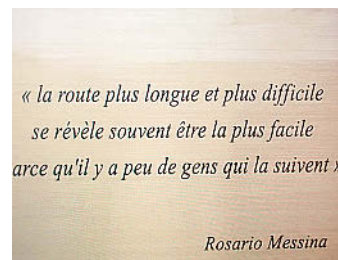 « la route plus longue et plus difficile
se révèle souvent être la plus facile
arce qu'il y a peu de gens qui la suivent »
Rosario Messina